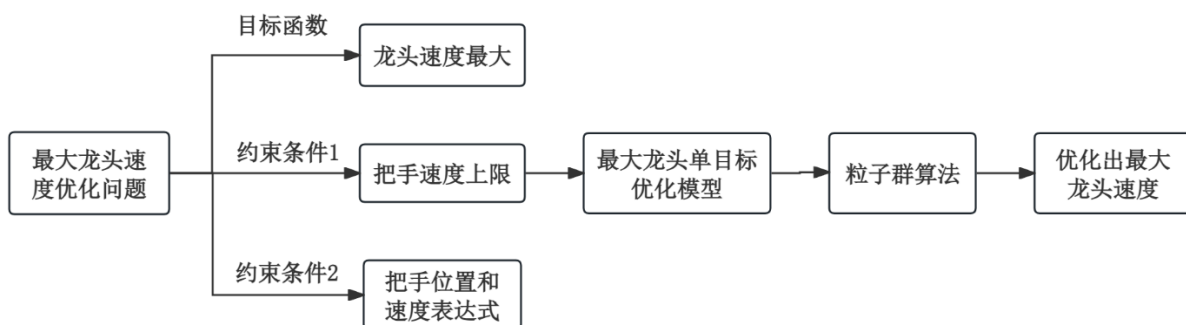 目标函数
龙头速度最大
最大龙头速
度优化问题
约束条件1
把手速度上限
最大龙头单目标
优化模型
粒子群算法
优化出最大
龙头速度
约束条件2
把手位置和
速度表达式